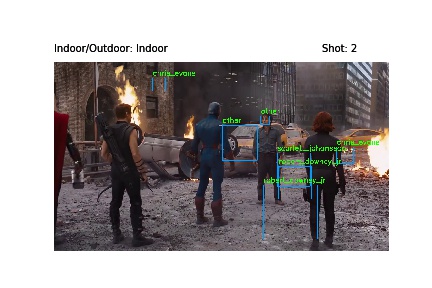 Indoor/Outdoor: Indoor
Shot: 2
chris_evans
other
other
chris_evans
scarlett_johansson
robert_downey_jr
robert_downey_jr